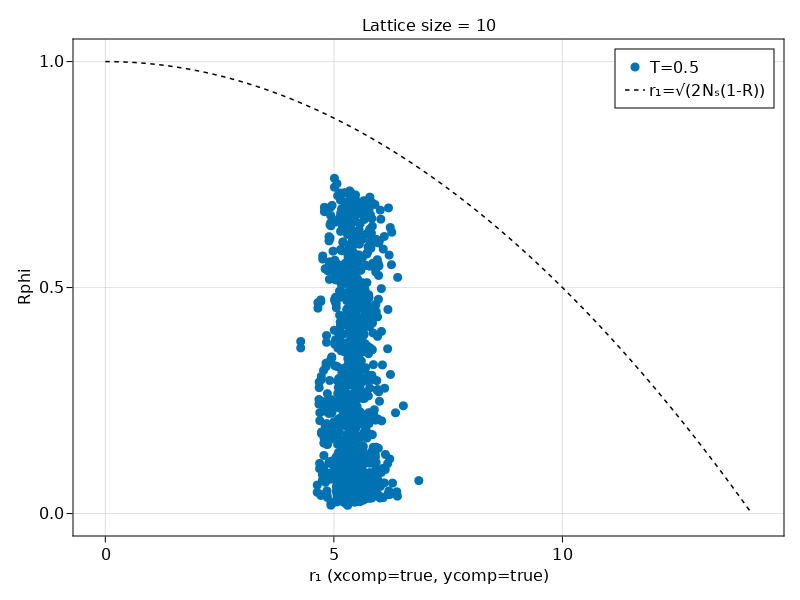 Lattice size = 10
T=0.5
r₁=√(2Nₛ(1-R))
Rphi
1.0
0.5
0.0
0
5
10
r₁ (xcomp=true, ycomp=true)